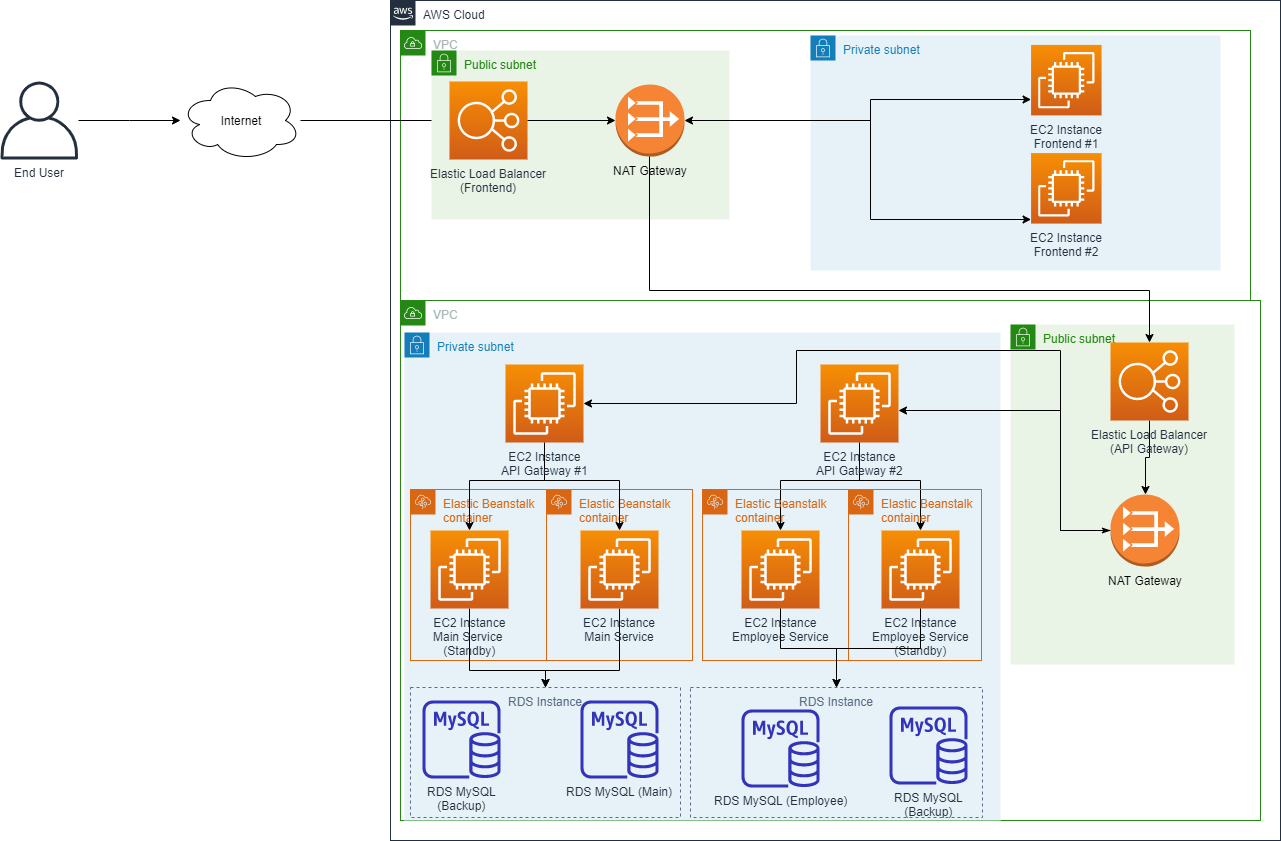 aws
AWS Cloud
VPC
Public subnet
Private subnet
Internet
End User
Elastic Load Balancer
(Frontend)
NAT Gateway
EC2 Instance
Frontend #1
EC2 Instance
Frontend #2
VPC
Private subnet
Public subnet
EC2 Instance
API Gateway #1
EC2 Instance
API Gateway #2
Elastic Load Balancer
(API Gateway)
NAT Gateway
Elastic Beanstalk
container
Elastic Beanstalk
container
Elastic Beanstalk
container
Elastic Beanstalk
container
EC2 Instance
Main Service
(Standby)
EC2 Instance
Main Service
EC2 Instance
Employee Service
EC2 Instance
Employee Service
(Standby)
RDS Instance
MySQL
RDS MySQL
(Backup)
MySQL
RDS MySQL (Main)
RDS Instance
MySQL
RDS MySQL (Employee)
MySQL
RDS MySQL
(Backup)